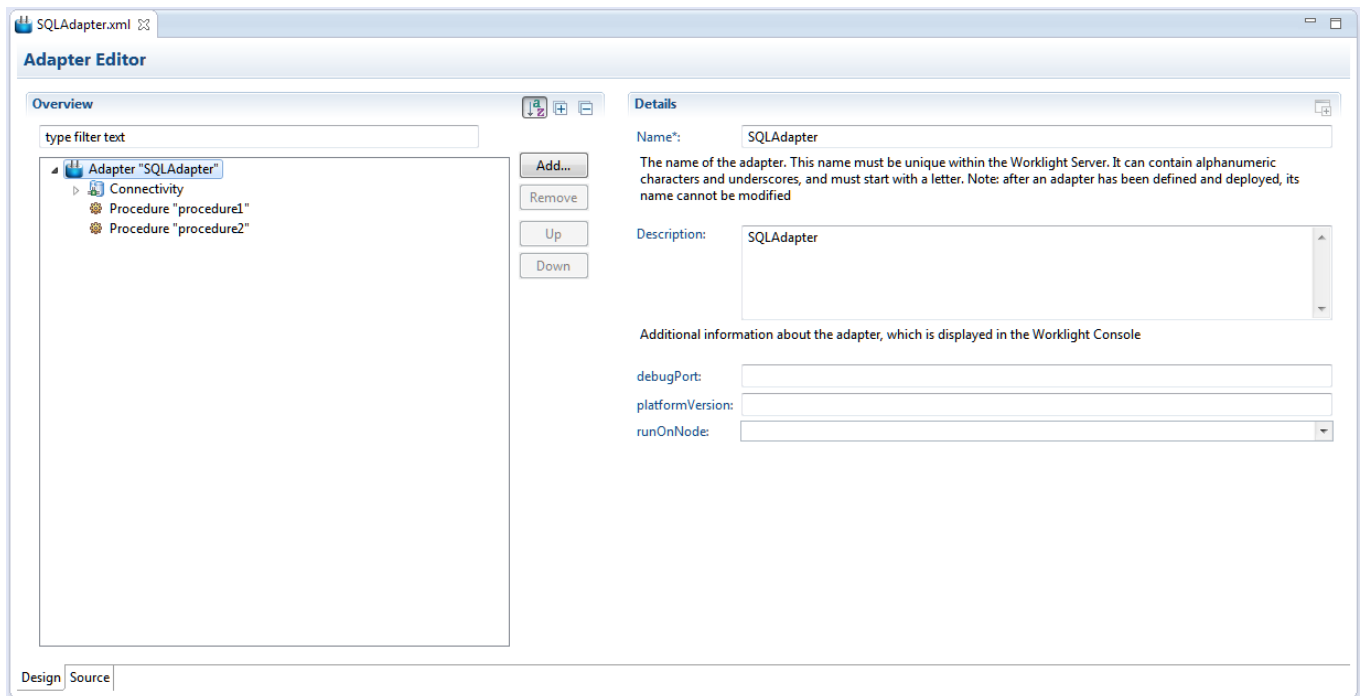 SQLAdapter.xml
Adapter Editor
Overview
type filter text
Adapter "SQLAdapter"
Connectivity
Procedure "procedure1"
Procedure "procedure2"
Add...
Remove
Up
Down
Details
Name*: SQLAdapter
The name of the adapter. This name must be unique within the Worklight Server. It can contain alphanumeric
characters and underscores, and must start with a letter. Note: after an adapter has been defined and deployed, its
name cannot be modified
Description: SQLAdapter
Additional information about the adapter, which is displayed in the Worklight Console
debugPort:
platformVersion:
runOnNode:
Design Source